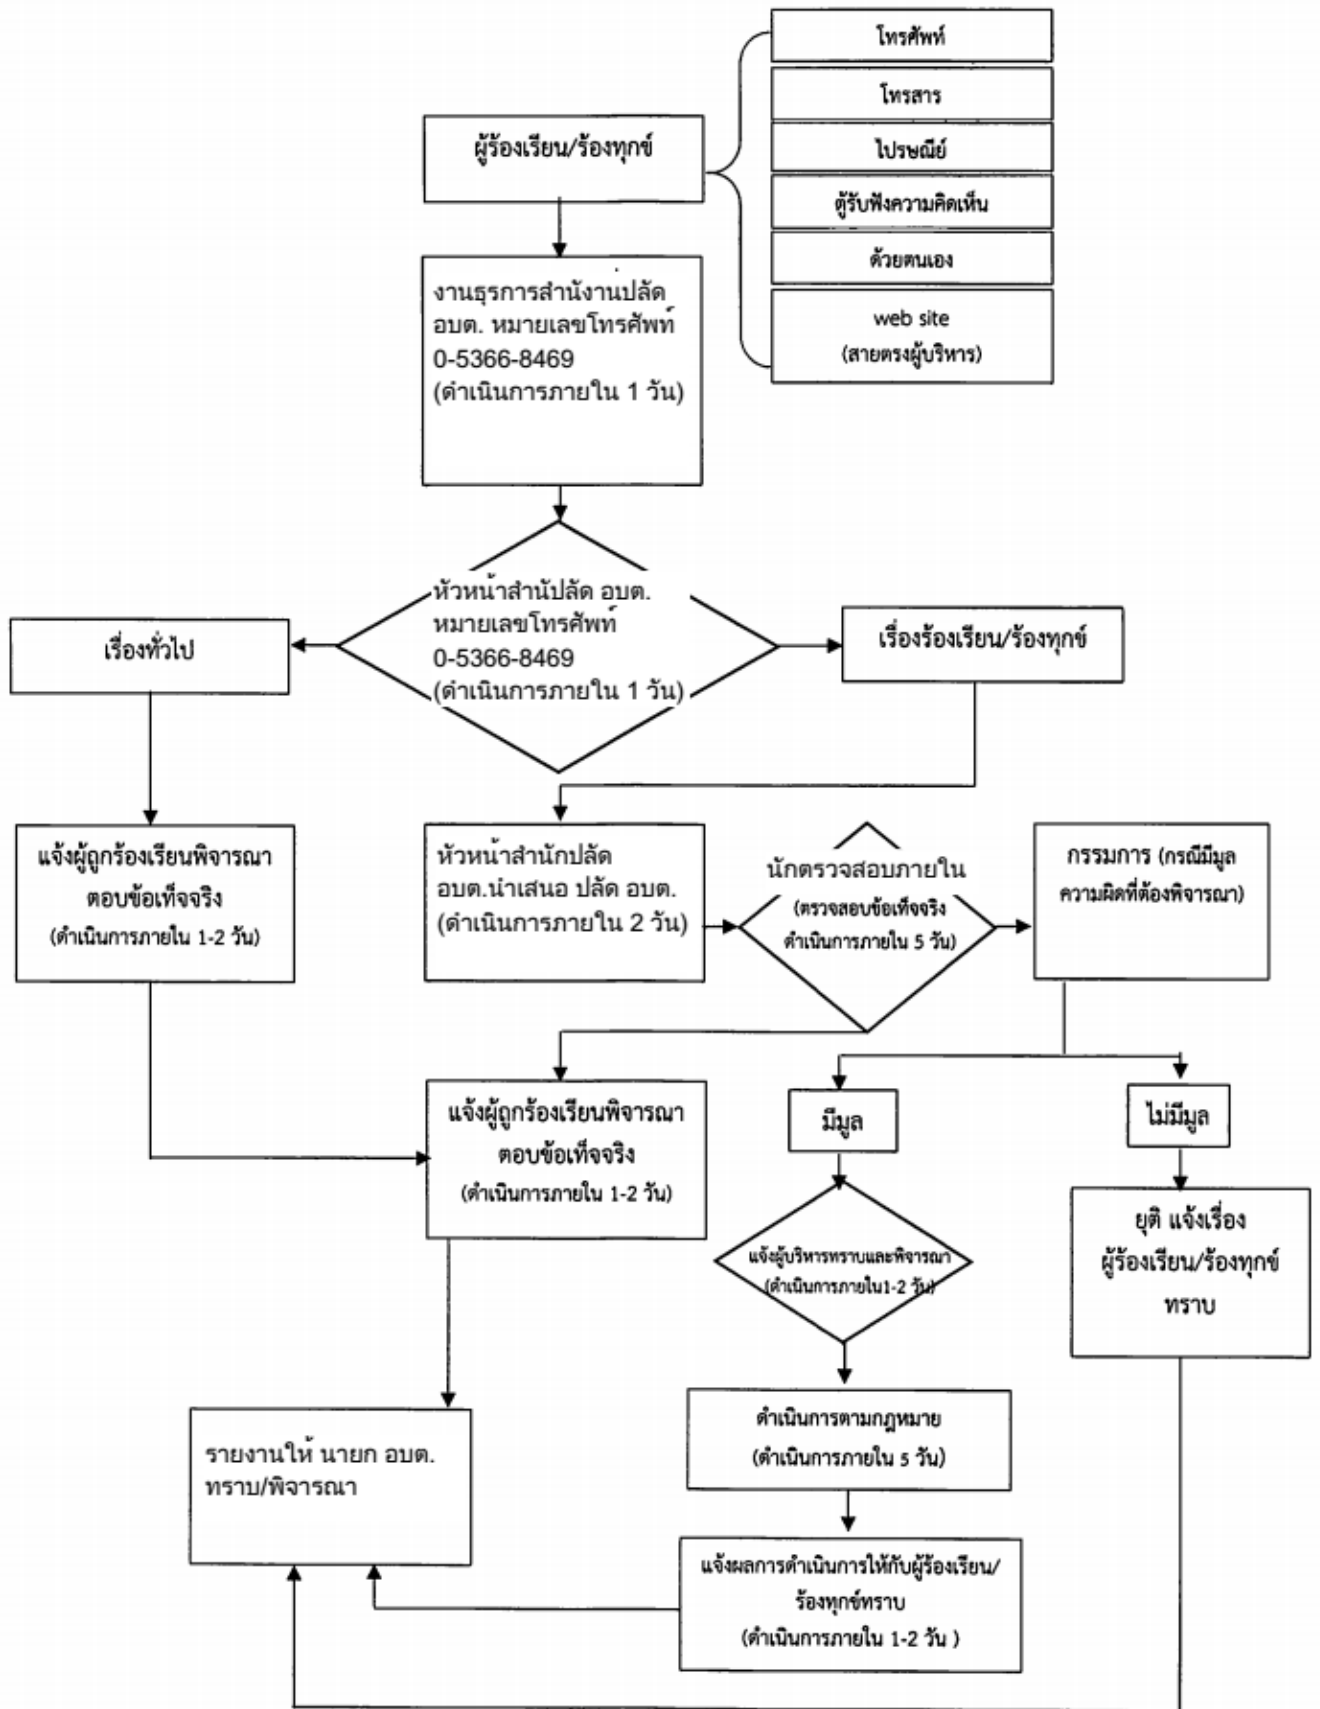 โทรศัพท์
โทรสาร
ผู้ร้องเรียน/ร้องทุกข์
ไปรษณีย์
ตู้รับฟังความคิดเห็น
ด้วยตนเอง
web site
(สายตรงผู้บริหาร)
งานธุรการสำนังานปลัด
อบต. หมายเลขโทรศัพท์
0-5366-8469
(ดำเนินการภายใน 1 วัน)
หัวหน้าสำนัปลัด อบต.
หมายเลขโทรศัพท์
0-5366-8469
(ดำเนินการภายใน 1 วัน)
เรื่องทั่วไป
เรื่องร้องเรียน/ร้องทุกข์
แจ้งผู้ถูกร้องเรียนพิจารณา
ตอบข้อเท็จจริง
(ดำเนินการภายใน 1-2 วัน)
หัวหน้าสำนักปลัด
อบต.นำเสนอ ปลัด อบต.
(ดำเนินการภายใน 2 วัน)
นักตรวจสอบภายใน
(ตรวจสอบข้อเท็จจริง
ดำเนินการภายใน 5 วัน)
กรรมการ (กรณีมีมูล
ความผิดที่ต้องพิจารณา)
แจ้งผู้ถูกร้องเรียนพิจารณา
ตอบข้อเท็จจริง
(ดำเนินการภายใน 1-2 วัน)
มีมูล
ไม่มีมูล
แจ้งผู้บริหารทราบและพิจารณา
(ดำเนินการภายใน1-2 วัน)
ยุติ แจ้งเรื่อง
ผู้ร้องเรียน/ร้องทุกข์
ทราบ
ดำเนินการตามกฎหมาย
(ดำเนินการภายใน 5 วัน)
รายงานให้ นายก อบต.
ทราบ/พิจารณา
แจ้งผลการดำเนินการให้กับผู้ร้องเรียน/
ร้องทุกข์ทราบ
(ดำเนินการภายใน 1-2 วัน )